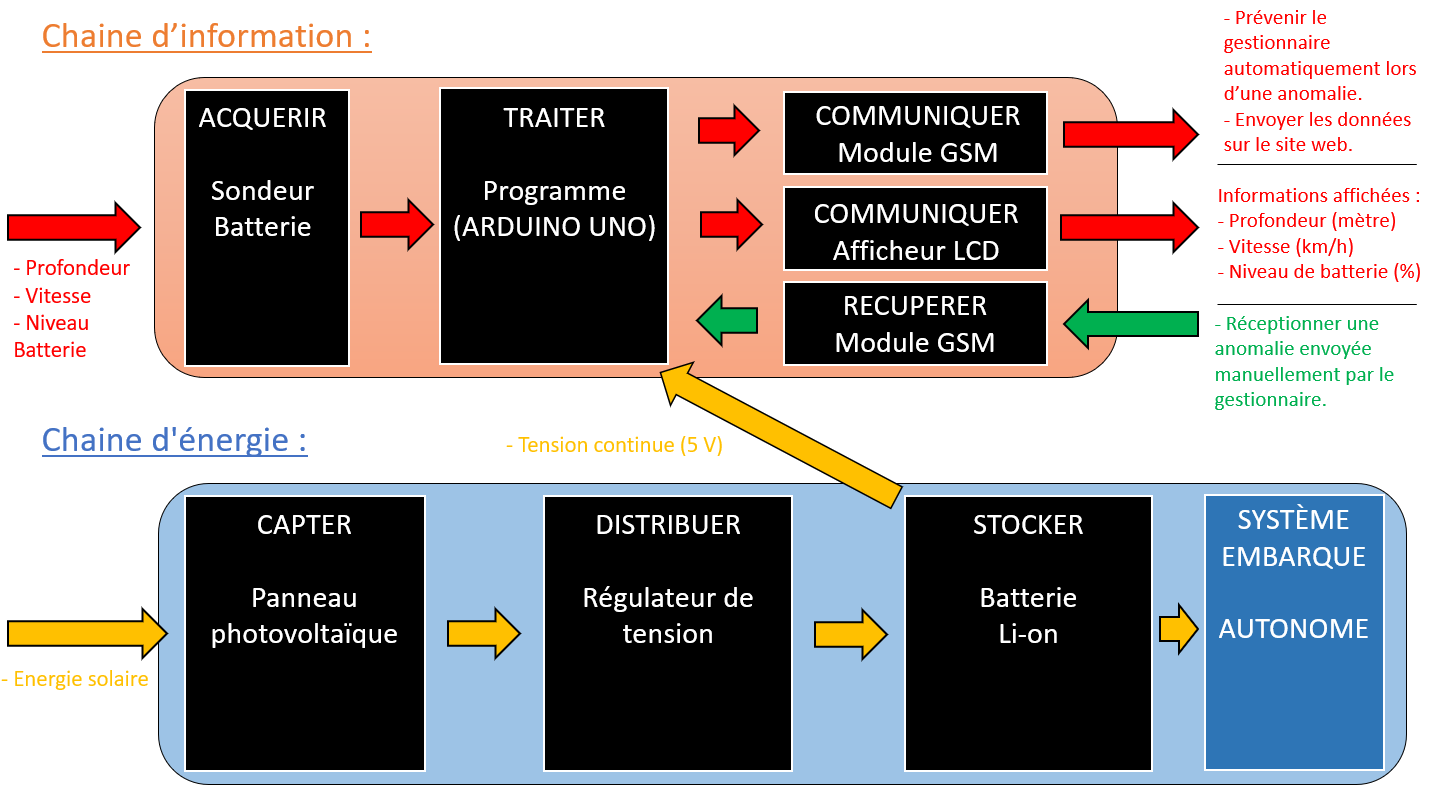 Chaine d’information :
- Prévenir le
gestionnaire
automatiquement lors
d’une anomalie.
- Envoyer les données
sur le site web.
ACQUERIR
Sondeur
Batterie
TRAITER
Programme
(ARDUINO UNO)
COMMUNIQUER
Module GSM
COMMUNIQUER
Afficheur LCD
RECUPERER
Module GSM
Informations affichées :
- Profondeur (mètre)
- Vitesse (km/h)
- Niveau de batterie (%)
- Profondeur
- Vitesse
- Niveau
Batterie
- Réceptionner une
anomalie envoyée
manuellement par le
gestionnaire.
Chaine d'énergie :
- Tension continue (5 V)
CAPTER
Panneau
photovoltaïque
DISTRIBUER
Régulateur de
tension
STOCKER
Batterie
Li-on
SYSTÈME
EMBARQUE
AUTONOME
- Energie solaire